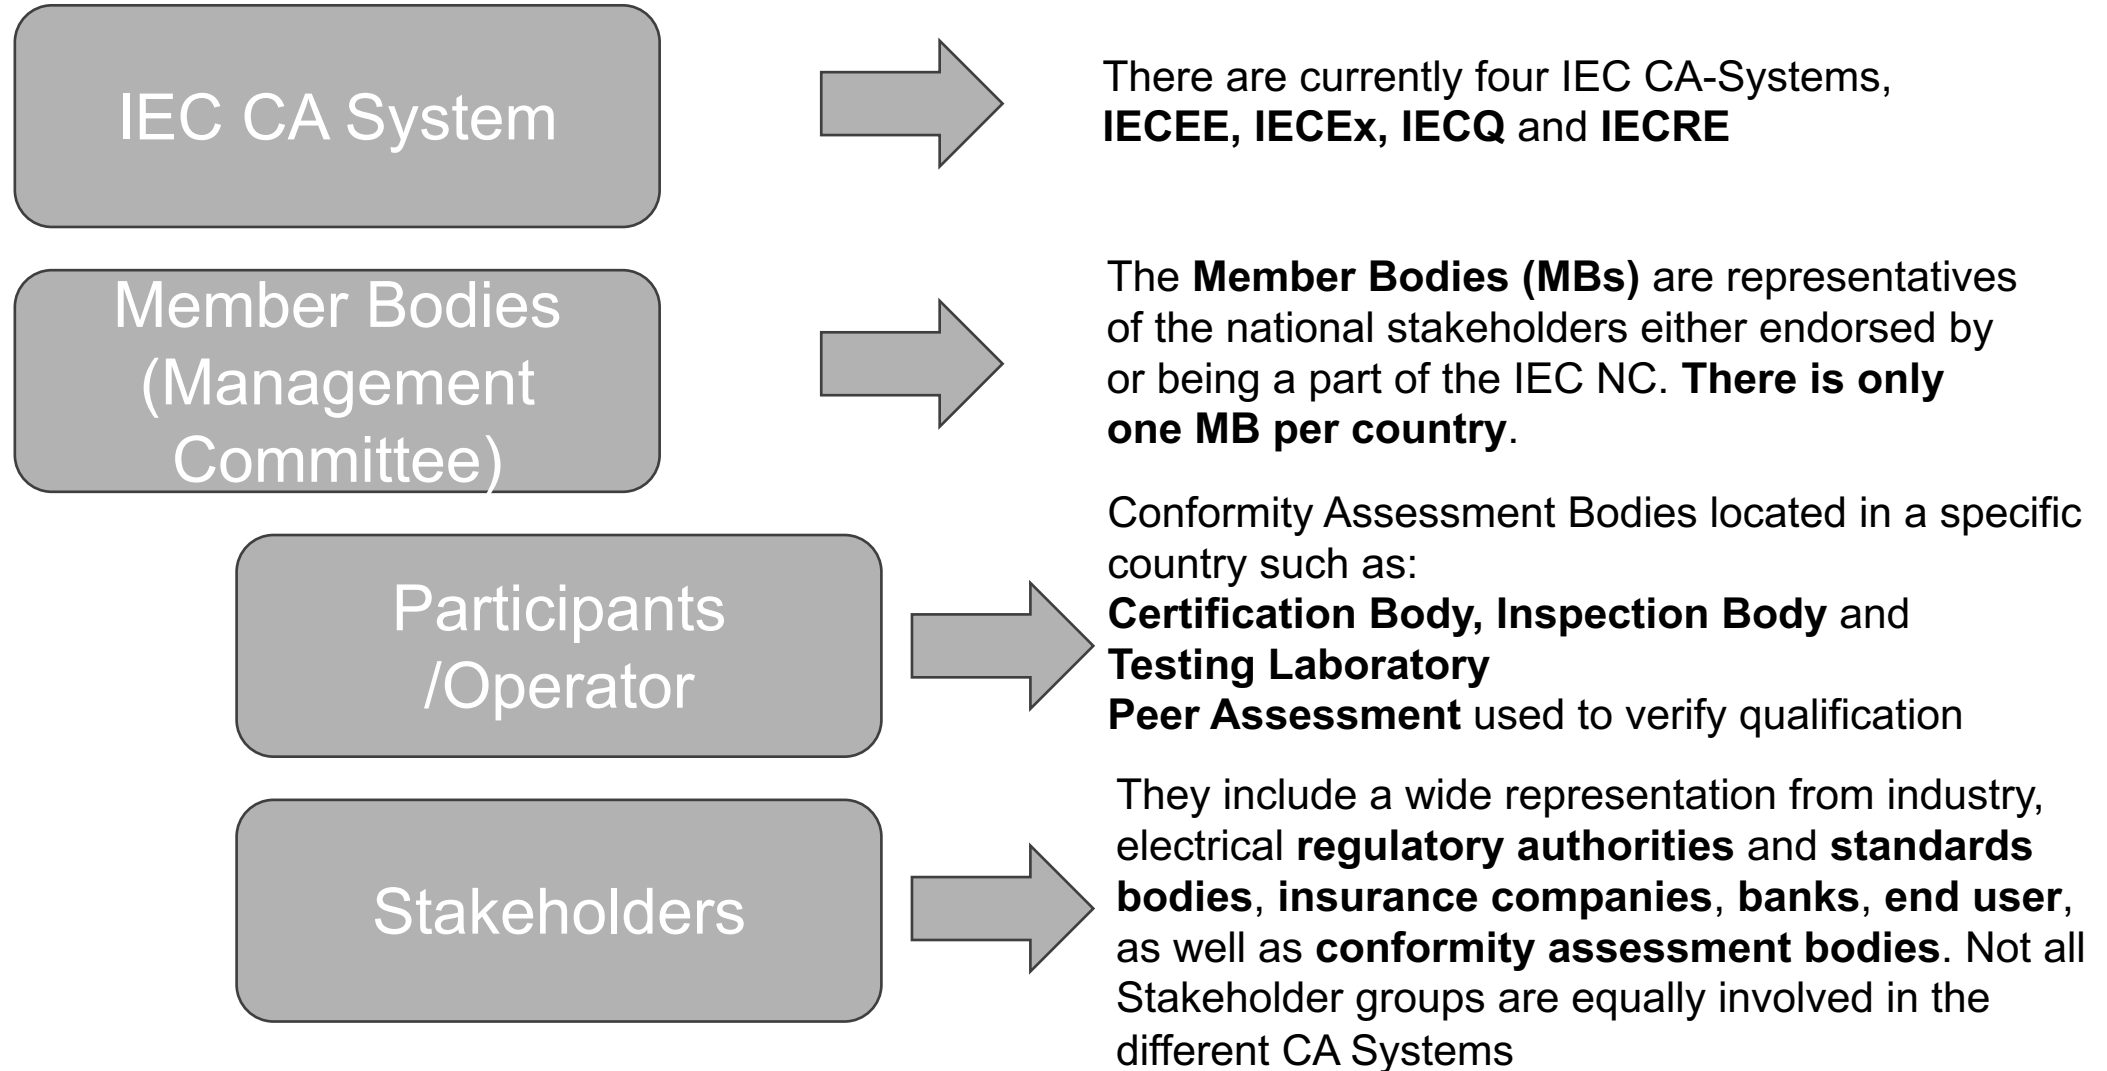 IEC CA System
There are currently four IEC CA-Systems,
IECEE, IECEx, IECQ and IECRE
Member Bodies
(Management
Committee)
The Member Bodies (MBs) are representatives
of the national stakeholders either endorsed by
or being a part of the IEC NC. There is only
one MB per country.
Participants
/Operator
Conformity Assessment Bodies located in a specific
country such as:
Certification Body, Inspection Body and
Testing Laboratory
Peer Assessment used to verify qualification
Stakeholders
They include a wide representation from industry,
electrical regulatory authorities and standards
bodies, insurance companies, banks, end user,
as well as conformity assessment bodies. Not all
Stakeholder groups are equally involved in the
different CA Systems